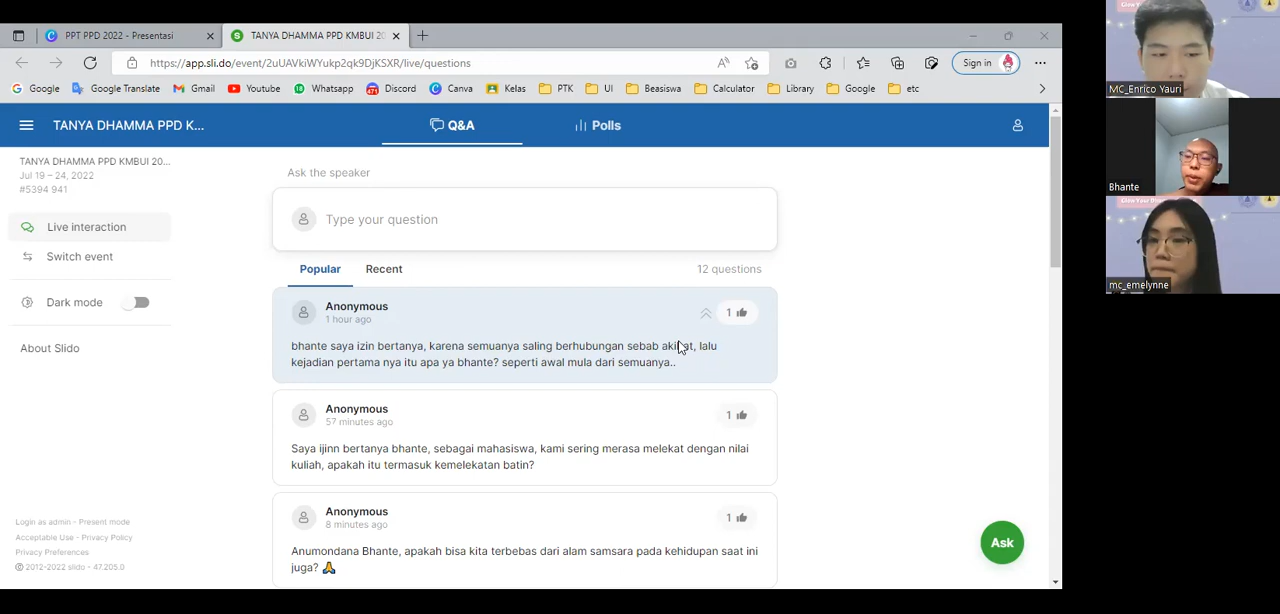 PPT PPD 2022 - Presentasi
TANYA DHAMMA PPD KMBUI 20
https://app.sli.do/event/2uUAVkiWYukp2qk9DjKSXR/live/questions
Sign in
Google
Google Translate
Gmail
Youtube
Whatsapp
Discord
Canva
Kelas
PTK
UI
Beasiswa
Calculator
Library
Google
etc
TANYA DHAMMA PPD K...
Q&A
Polls
TANYA DHAMMA PPD KMBUI 20...
Jul 19 – 24, 2022
#5394 941
Live interaction
Switch event
Dark mode
About Slido
Login as admin - Present mode
Acceptable Use - Privacy Policy
Privacy Preferences
© 2012-2022 slido - 47.205.0
Ask the speaker
Type your question
Popular
Recent
12 questions
Anonymous
1 hour ago
1
bhante saya izin bertanya, karena semuanya saling berhubungan sebab akibat, lalu
kejadian pertama nya itu apa ya bhante? seperti awal mula dari semuanya..
Anonymous
57 minutes ago
1
Saya ijinn bertanya bhante, sebagai mahasiswa, kami sering merasa melekat dengan nilai
kuliah, apakah itu termasuk kemelekatan batin?
Anonymous
8 minutes ago
1
Anumondana Bhante, apakah bisa kita terbebas dari alam samsara pada kehidupan saat ini
juga? 🙏
Ask
MC_Enrico Yauri
Bhante
mc_emelynne